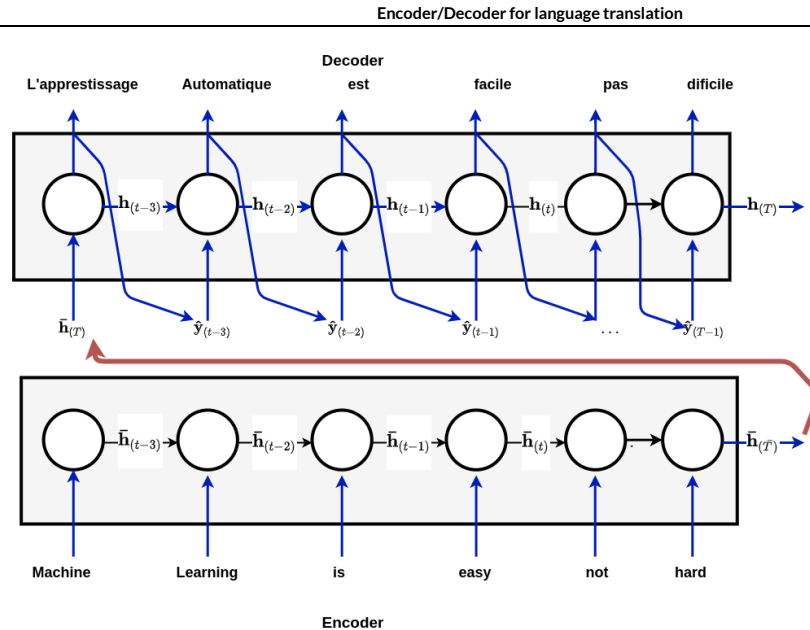 Encoder/Decoder for language translation
Decoder
L'apprestissage Automatique est facile pas dificile
h(t−3) h(t−2) h(t−1) h(t) h(T)
h̄(T) ŷ(t−3) ŷ(t−2) ŷ(t−1) ... ŷ(T−1)
h̄(t−3) h̄(t−2) h̄(t−1) h̄(t) . h̄(T̄)
Machine Learning is easy not hard
Encoder